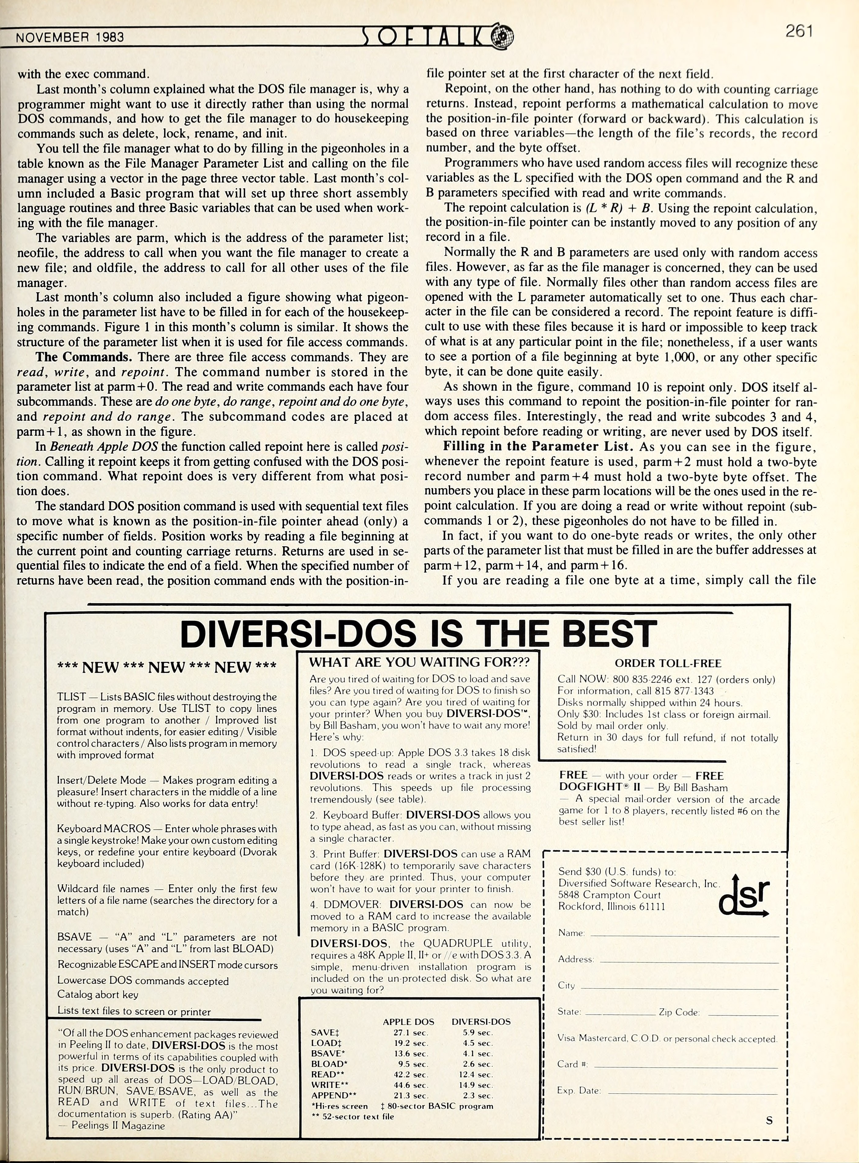 NOVEMBER 1983
SOFTALK
261
with the exec command.
Last month's column explained what the DOS file manager is, why a
programmer might want to use it directly rather than using the normal
DOS commands, and how to get the file manager to do housekeeping
commands such as delete, lock, rename, and init.
You tell the file manager what to do by filling in the pigeonholes in a
table known as the File Manager Parameter List and calling on the file
manager using a vector in the page three vector table. Last month's col-
umn included a Basic program that will set up three short assembly
language routines and three Basic variables that can be used when work-
ing with the file manager.
The variables are parm, which is the address of the parameter list;
neofile, the address to call when you want the file manager to create a
new file; and oldfile, the address to call for all other uses of the file
manager.
Last month's column also included a figure showing what pigeon-
holes in the parameter list have to be filled in for each of the housekeep-
ing commands. Figure 1 in this month's column is similar. It shows the
structure of the parameter list when it is used for file access commands.
The Commands. There are three file access commands. They are
read, write, and repoint. The command number is stored in the
parameter list at parm+0. The read and write commands each have four
subcommands. These are do one byte, do range, repoint and do one byte,
and repoint and do range. The subcommand codes are placed at
parm+1, as shown in the figure.
In Beneath Apple DOS the function called repoint here is called posi-
tion. Calling it repoint keeps it from getting confused with the DOS posi-
tion command. What repoint does is very different from what posi-
tion does.
The standard DOS position command is used with sequential text files
to move what is known as the position-in-file pointer ahead (only) a
specific number of fields. Position works by reading a file beginning at
the current point and counting carriage returns. Returns are used in se-
quential files to indicate the end of a field. When the specified number of
returns have been read, the position command ends with the position-in-
file pointer set at the first character of the next field.
Repoint, on the other hand, has nothing to do with counting carriage
returns. Instead, repoint performs a mathematical calculation to move
the position-in-file pointer (forward or backward). This calculation is
based on three variables—the length of the file's records, the record
number, and the byte offset.
Programmers who have used random access files will recognize these
variables as the L specified with the DOS open command and the R and
B parameters specified with read and write commands.
The repoint calculation is (L * R) + B. Using the repoint calculation,
the position-in-file pointer can be instantly moved to any position of any
record in a file.
Normally the R and B parameters are used only with random access
files. However, as far as the file manager is concerned, they can be used
with any type of file. Normally files other than random access files are
opened with the L parameter automatically set to one. Thus each char-
acter in the file can be considered a record. The repoint feature is diffi-
cult to use with these files because it is hard or impossible to keep track
of what is at any particular point in the file; nonetheless, if a user wants
to see a portion of a file beginning at byte 1,000, or any other specific
byte, it can be done quite easily.
As shown in the figure, command 10 is repoint only. DOS itself al-
ways uses this command to repoint the position-in-file pointer for ran-
dom access files. Interestingly, the read and write subcodes 3 and 4,
which repoint before reading or writing, are never used by DOS itself.
Filling in the Parameter List. As you can see in the figure,
whenever the repoint feature is used, parm+2 must hold a two-byte
record number and parm+4 must hold a two-byte byte offset. The
numbers you place in these parm locations will be the ones used in the re-
point calculation. If you are doing a read or write without repoint (sub-
commands 1 or 2), these pigeonholes do not have to be filled in.
In fact, if you want to do one-byte reads or writes, the only other
parts of the parameter list that must be filled in are the buffer addresses at
parm+12, parm+14, and parm+16.
If you are reading a file one byte at a time, simply call the file
DIVERSI-DOS IS THE BEST
*** NEW *** NEW *** NEW ***
TLIST — Lists BASIC files without destroying the
program in memory. Use TLIST to copy lines
from one program to another / Improved list
format without indents, for easier editing / Visible
control characters / Also lists program in memory
with improved format
Insert/Delete Mode — Makes program editing a
pleasure! Insert characters in the middle of a line
without re-typing. Also works for data entry!
Keyboard MACROS — Enter whole phrases with
a single keystroke! Make your own custom editing
keys, or redefine your entire keyboard (Dvorak
keyboard included)
Wildcard file names — Enter only the first few
letters of a file name (searches the directory for a
match)
BSAVE — "A" and "L" parameters are not
necessary (uses "A" and "L" from last BLOAD)
Recognizable ESCAPE and INSERT mode cursors
Lowercase DOS commands accepted
Catalog abort key
Lists text files to screen or printer
"Of all the DOS enhancement packages reviewed
in Peeling II to date, DIVERSI-DOS is the most
powerful in terms of its capabilities coupled with
its price. DIVERSI-DOS is the only product to
speed up all areas of DOS—LOAD/BLOAD,
RUN/BRUN, SAVE/BSAVE, as well as the
READ and WRITE of text files...The
documentation is superb. (Rating AA)"
— Peelings II Magazine
WHAT ARE YOU WAITING FOR???
Are you tired of waiting for DOS to load and save
files? Are you tired of waiting for DOS to finish so
you can type again? Are you tired of waiting for
your printer? When you buy DIVERSI-DOS™,
by Bill Basham, you won't have to wait any more!
Here's why:
1. DOS speed-up: Apple DOS 3.3 takes 18 disk
revolutions to read a single track, whereas
DIVERSI-DOS reads or writes a track in just 2
revolutions. This speeds up file processing
tremendously (see table).
2. Keyboard Buffer: DIVERSI-DOS allows you
to type ahead, as fast as you can, without missing
a single character.
3. Print Buffer: DIVERSI-DOS can use a RAM
card (16K-128K) to temporarily save characters
before they are printed. Thus, your computer
won't have to wait for your printer to finish.
4. DDMOVER: DIVERSI-DOS can now be
moved to a RAM card to increase the available
memory in a BASIC program.
DIVERSI-DOS, the QUADRUPLE utility,
requires a 48K Apple II, II+ or //e with DOS 3.3. A
simple, menu-driven installation program is
included on the un-protected disk. So what are
you waiting for?
APPLE DOS DIVERSI-DOS
SAVE‡ 27.1 sec. 5.9 sec.
LOAD‡ 19.2 sec. 4.5 sec.
BSAVE* 13.6 sec. 4.1 sec.
BLOAD* 9.5 sec. 2.6 sec.
READ** 42.2 sec. 12.4 sec.
WRITE** 44.6 sec. 14.9 sec.
APPEND** 21.3 sec. 2.3 sec.
*Hi-res screen ‡ 80-sector BASIC program
** 52-sector text file
ORDER TOLL-FREE
Call NOW: 800 835-2246 ext. 127 (orders only)
For information, call 815 877-1343
Disks normally shipped within 24 hours.
Only $30: Includes 1st class or foreign airmail.
Sold by mail order only.
Return in 30 days for full refund, if not totally
satisfied!
FREE — with your order — FREE
DOGFIGHT® II — By Bill Basham
— A special mail-order version of the arcade
game for 1 to 8 players, recently listed #6 on the
best seller list!
Send $30 (U.S. funds) to:
Diversified Software Research, Inc.
5848 Crampton Court
Rockford, Illinois 61111
dsr
Name:
Address:
City
State: Zip Code:
Visa Mastercard, C.O.D. or personal check accepted.
Card #:
Exp. Date:
S